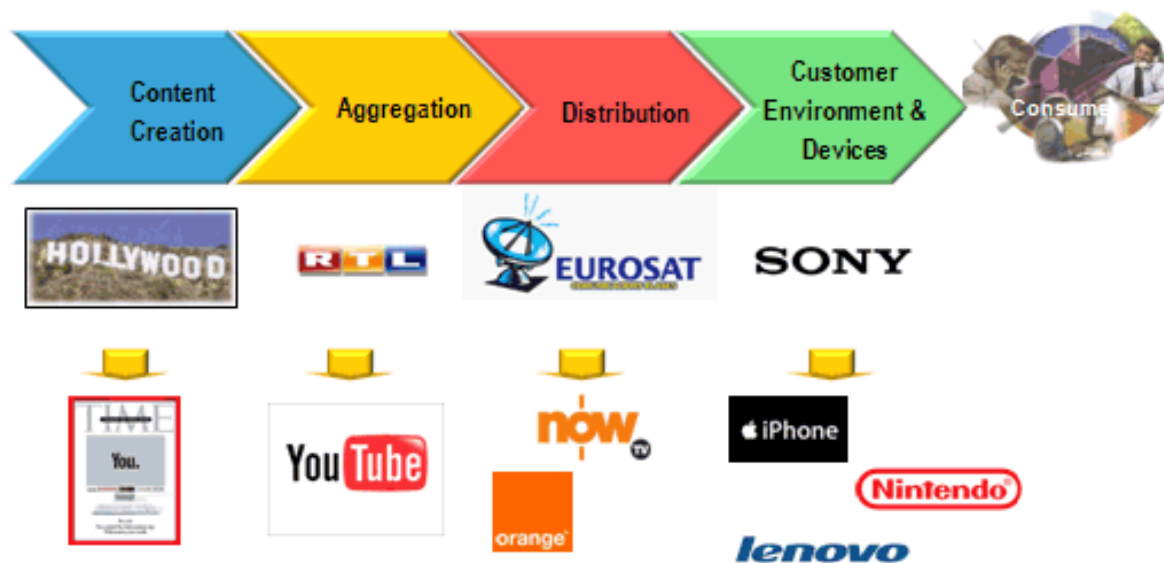 Content
Creation
Aggregation
Distribution
Customer
Environment &
Devices
Consume
HOLLYWOOD
RTL
EUROSAT
SONY
TIME
You.
YouTube
now
TV
orange
iPhone
Nintendo
lenovo